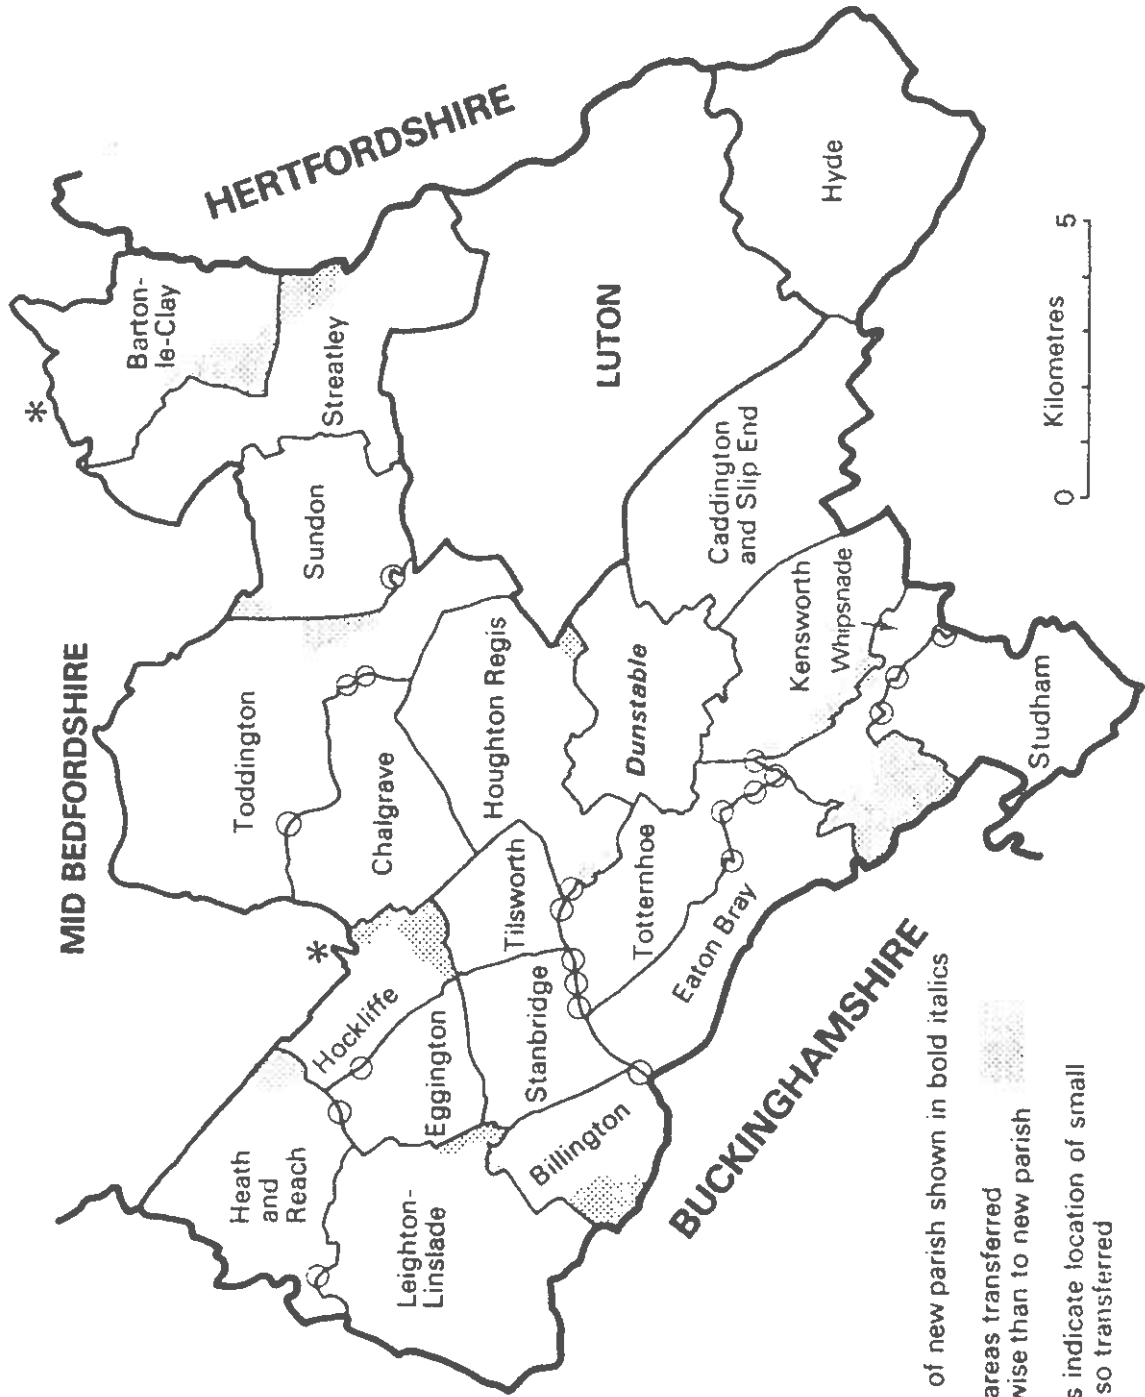 MID BEDFORDSHIRE
HERTFORDSHIRE
Barton-
le-Clay
*
Streatley
Sundon
Toddington
Chalgrave
Houghton Regis
*
Hockliffe
Heath
and
Reach
Eggington
Tilsworth
Stanbridge
Leighton-
Linslade
Billington
Totternhoe
Eaton Bray
Dunstable
LUTON
Hyde
Caddington
and Slip End
Kensworth
Whipsnade
Studham
BUCKINGHAMSHIRE
0 5
Kilometres
of new parish shown in bold italics
areas transferred
wise than to new parish
s indicate location of small
so transferred